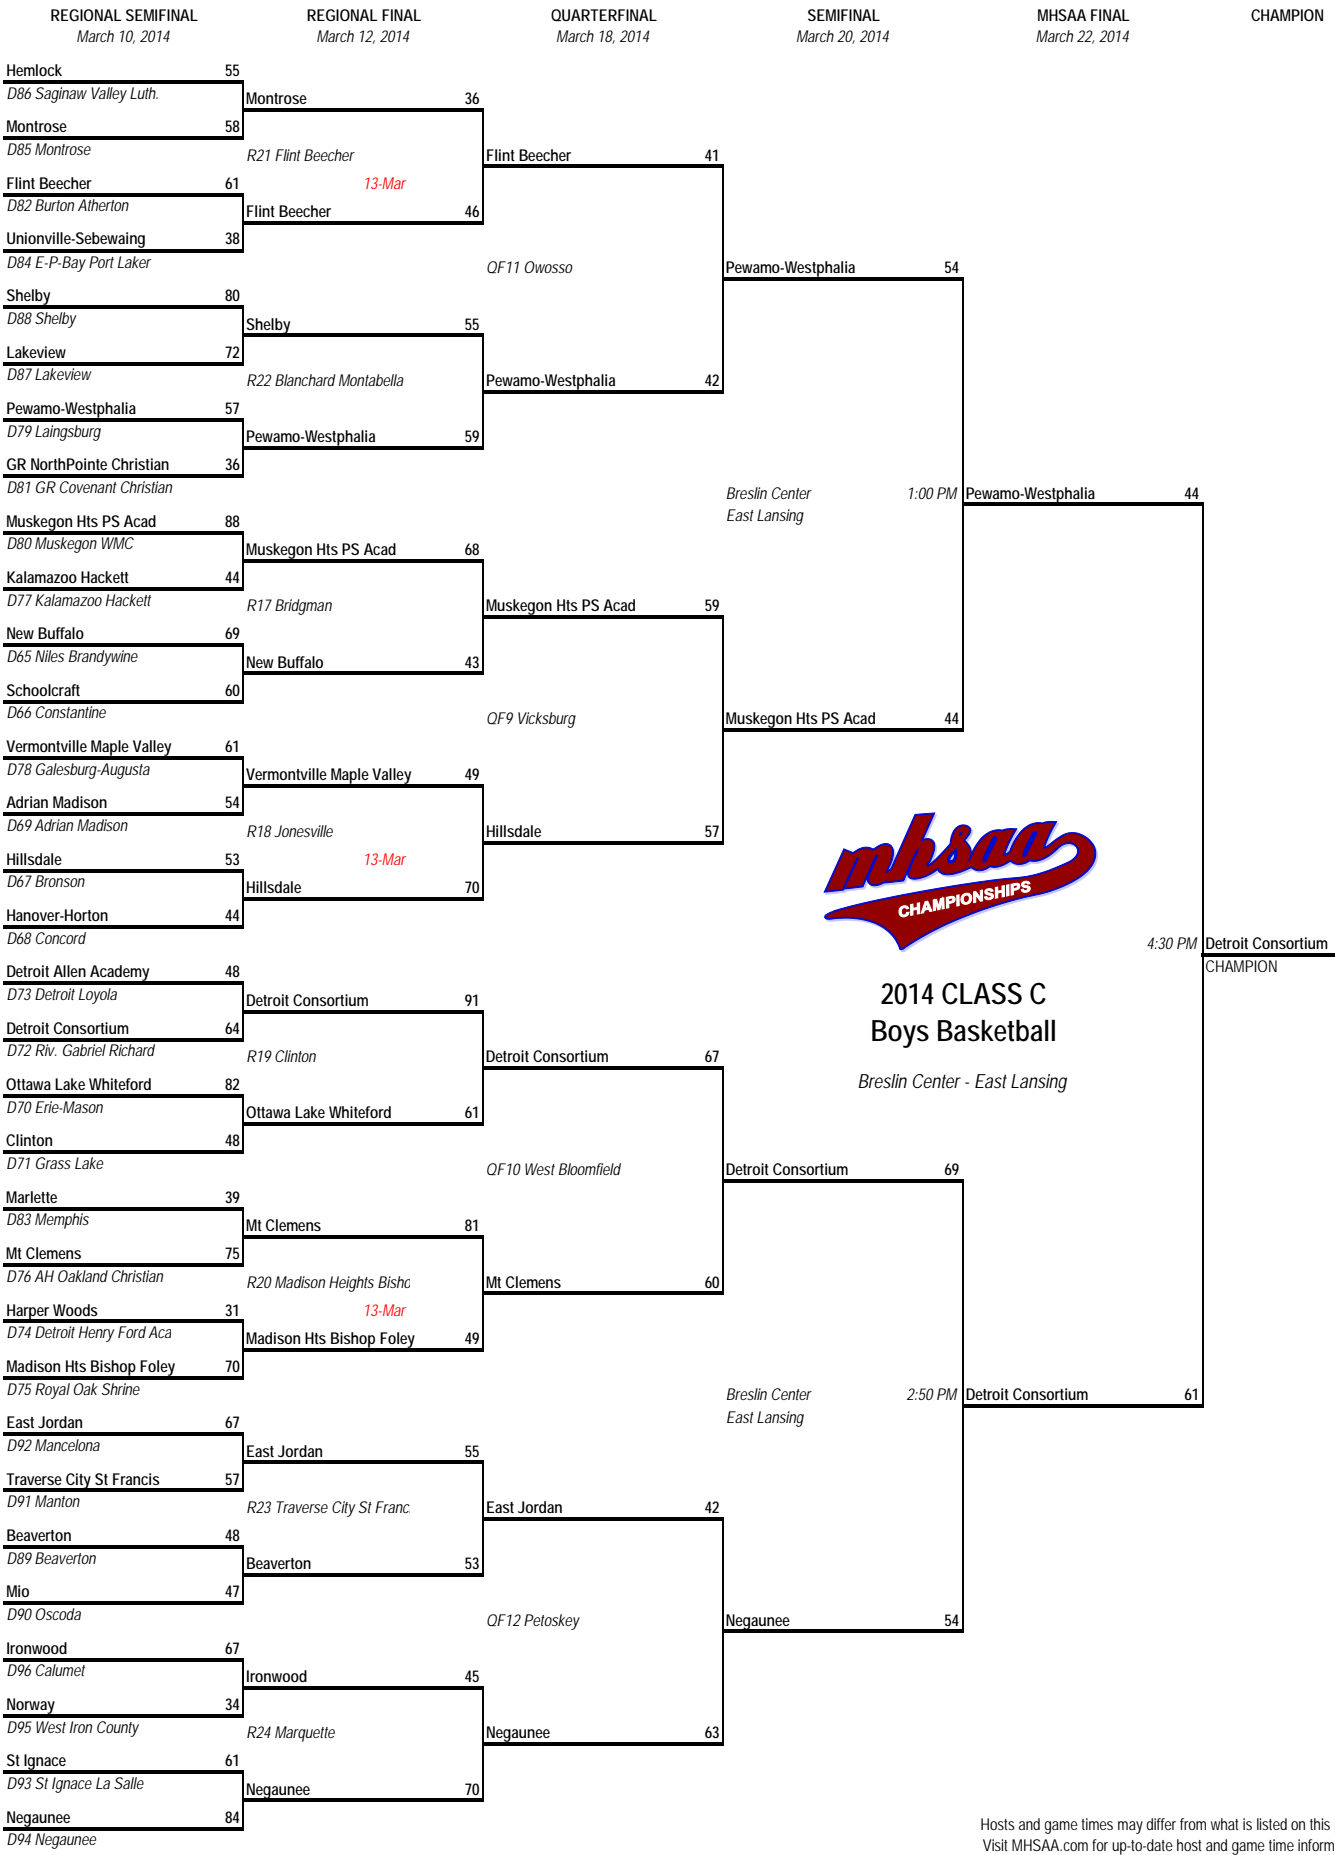 REGIONAL SEMIFINAL REGIONAL FINAL QUARTERFINAL SEMIFINAL MHSAA FINAL CHAMPION
March 10, 2014 March 12, 2014 March 18, 2014 March 20, 2014 March 22, 2014
Hemlock 55
D86 Saginaw Valley Luth.
Montrose 36
Montrose 58
D85 Montrose
R21 Flint Beecher
Flint Beecher 41
Flint Beecher 61
13-Mar
D82 Burton Atherton
Flint Beecher 46
Unionville-Sebewaing 38
D84 E-P-Bay Port Laker
QF11 Owosso
Pewamo-Westphalia 54
Shelby 80
D88 Shelby
Shelby 55
Lakeview 72
D87 Lakeview
R22 Blanchard Montabella
Pewamo-Westphalia 42
Pewamo-Westphalia 57
D79 Laingsburg
Pewamo-Westphalia 59
GR NorthPointe Christian 36
D81 GR Covenant Christian
Breslin Center 1:00 PM
Pewamo-Westphalia 44
East Lansing
Muskegon Hts PS Acad 88
D80 Muskegon WMC
Muskegon Hts PS Acad 68
Kalamazoo Hackett 44
D77 Kalamazoo Hackett
R17 Bridgman
Muskegon Hts PS Acad 59
New Buffalo 69
D65 Niles Brandywine
New Buffalo 43
Schoolcraft 60
D66 Constantine
QF9 Vicksburg
Muskegon Hts PS Acad 44
Vermontville Maple Valley 61
D78 Galesburg-Augusta
Vermontville Maple Valley 49
Adrian Madison 54
D69 Adrian Madison
R18 Jonesville
Hillsdale 57
Hillsdale 53
13-Mar
D67 Bronson
Hillsdale 70
Hanover-Horton 44
D68 Concord
mhsaa
CHAMPIONSHIPS
4:30 PM
Detroit Consortium
CHAMPION
Detroit Allen Academy 48
D73 Detroit Loyola
Detroit Consortium 91
2014 CLASS C
Boys Basketball
Detroit Consortium 64
D72 Riv. Gabriel Richard
R19 Clinton
Detroit Consortium 67
Breslin Center - East Lansing
Ottawa Lake Whiteford 82
D70 Erie-Mason
Ottawa Lake Whiteford 61
Clinton 48
D71 Grass Lake
QF10 West Bloomfield
Detroit Consortium 69
Marlette 39
D83 Memphis
Mt Clemens 81
Mt Clemens 75
D76 AH Oakland Christian
R20 Madison Heights Bisho
Mt Clemens 60
Harper Woods 31
13-Mar
D74 Detroit Henry Ford Aca
Madison Hts Bishop Foley 49
Madison Hts Bishop Foley 70
D75 Royal Oak Shrine
Breslin Center 2:50 PM
Detroit Consortium 61
East Lansing
East Jordan 67
D92 Mancelona
East Jordan 55
Traverse City St Francis 57
D91 Manton
R23 Traverse City St Franc
East Jordan 42
Beaverton 48
D89 Beaverton
Beaverton 53
Mio 47
D90 Oscoda
QF12 Petoskey
Negaunee 54
Ironwood 67
D96 Calumet
Ironwood 45
Norway 34
D95 West Iron County
R24 Marquette
Negaunee 63
St Ignace 61
D93 St Ignace La Salle
Negaunee 70
Negaunee 84
D94 Negaunee
Hosts and game times may differ from what is listed on this
Visit MHSAA.com for up-to-date host and game time inform